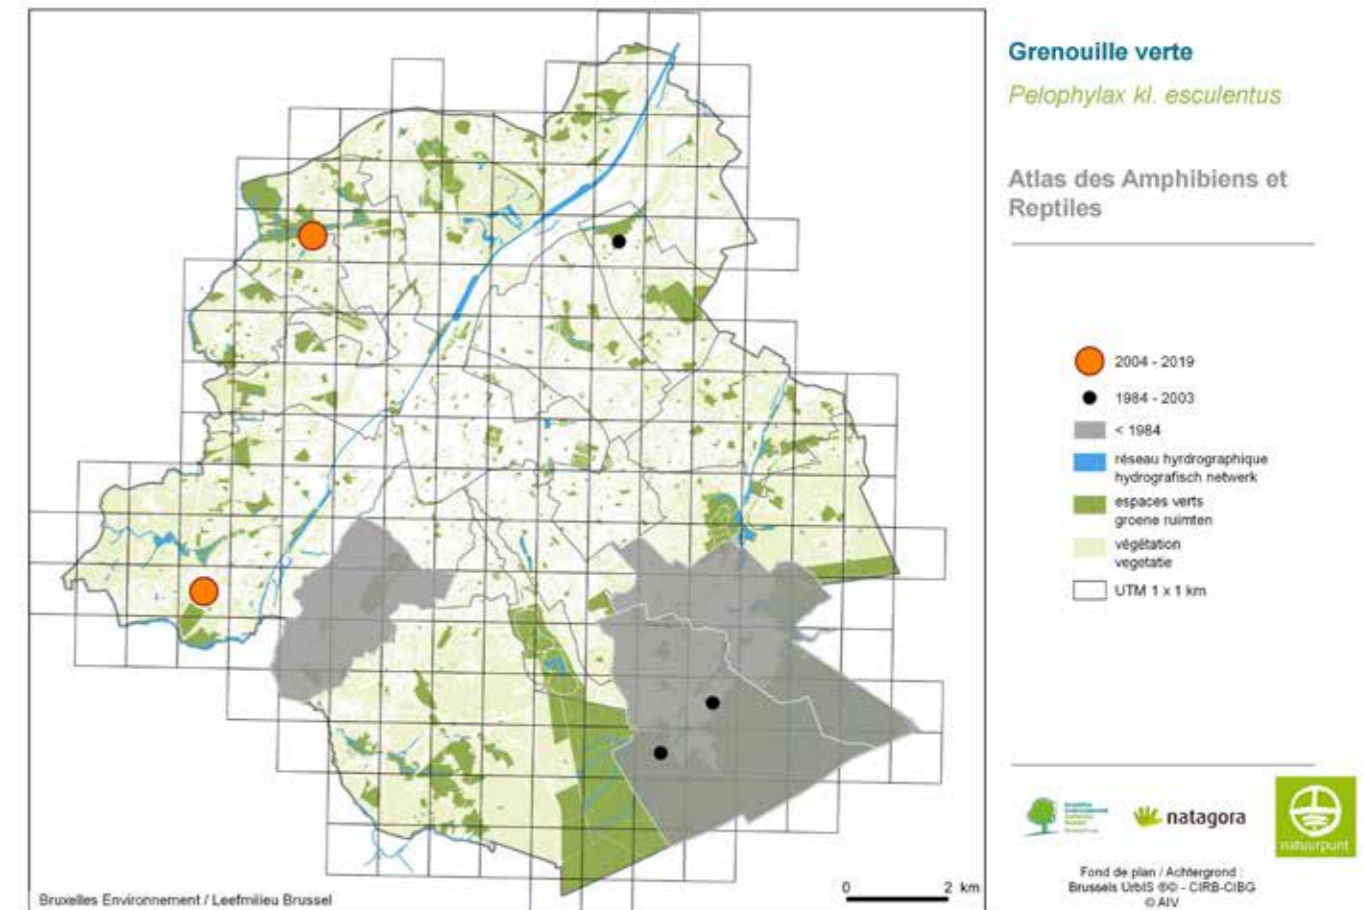 Grenouille verte
Pelophylax kl. esculentus
Atlas des Amphibiens et
Reptiles
2004 - 2019
1984 - 2003
< 1984
réseau hyrdrographique
hydrografisch netwerk
espaces verts
groene ruimten
végétation
vegetatie
UTM 1 x 1 km
natagora
natuurpunt
Fond de plan / Achtergrond :
Brussels UrbIS ®© - CIRB-CIBG
© AIV
0 2 km
Bruxelles Environnement / Leefmilieu Brussel